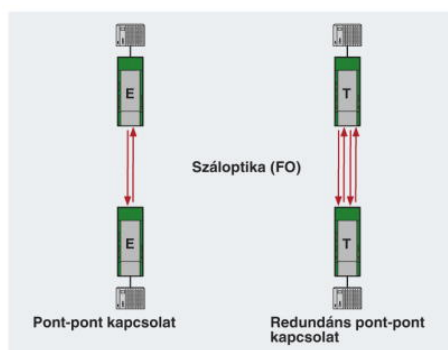 E
T
Száloptika (FO)
E
T
Pont-pont kapcsolat
Redundáns pont-pont
kapcsolat